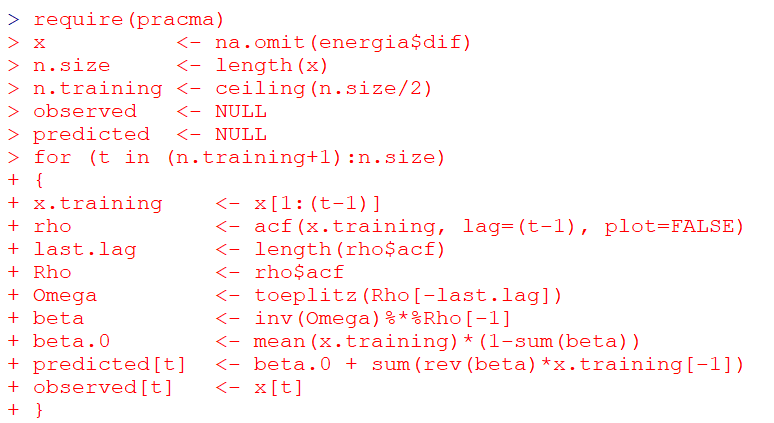 > require(pracma)
> x           <- na.omit(energia$dif)
> n.size      <- length(x)
> n.training  <- ceiling(n.size/2)
> observed    <- NULL
> predicted   <- NULL
> for (t in (n.training+1):n.size)
+ {
+ x.training     <- x[1:(t-1)]
+ rho            <- acf(x.training, lag=(t-1), plot=FALSE)
+ last.lag       <- length(rho$acf)
+ Rho            <- rho$acf
+ Omega          <- toeplitz(Rho[-last.lag])
+ beta           <- inv(Omega)%*%Rho[-1]
+ beta.0         <- mean(x.training)*(1-sum(beta))
+ predicted[t]   <- beta.0 + sum(rev(beta)*x.training[-1])
+ observed[t]    <- x[t]
+ }